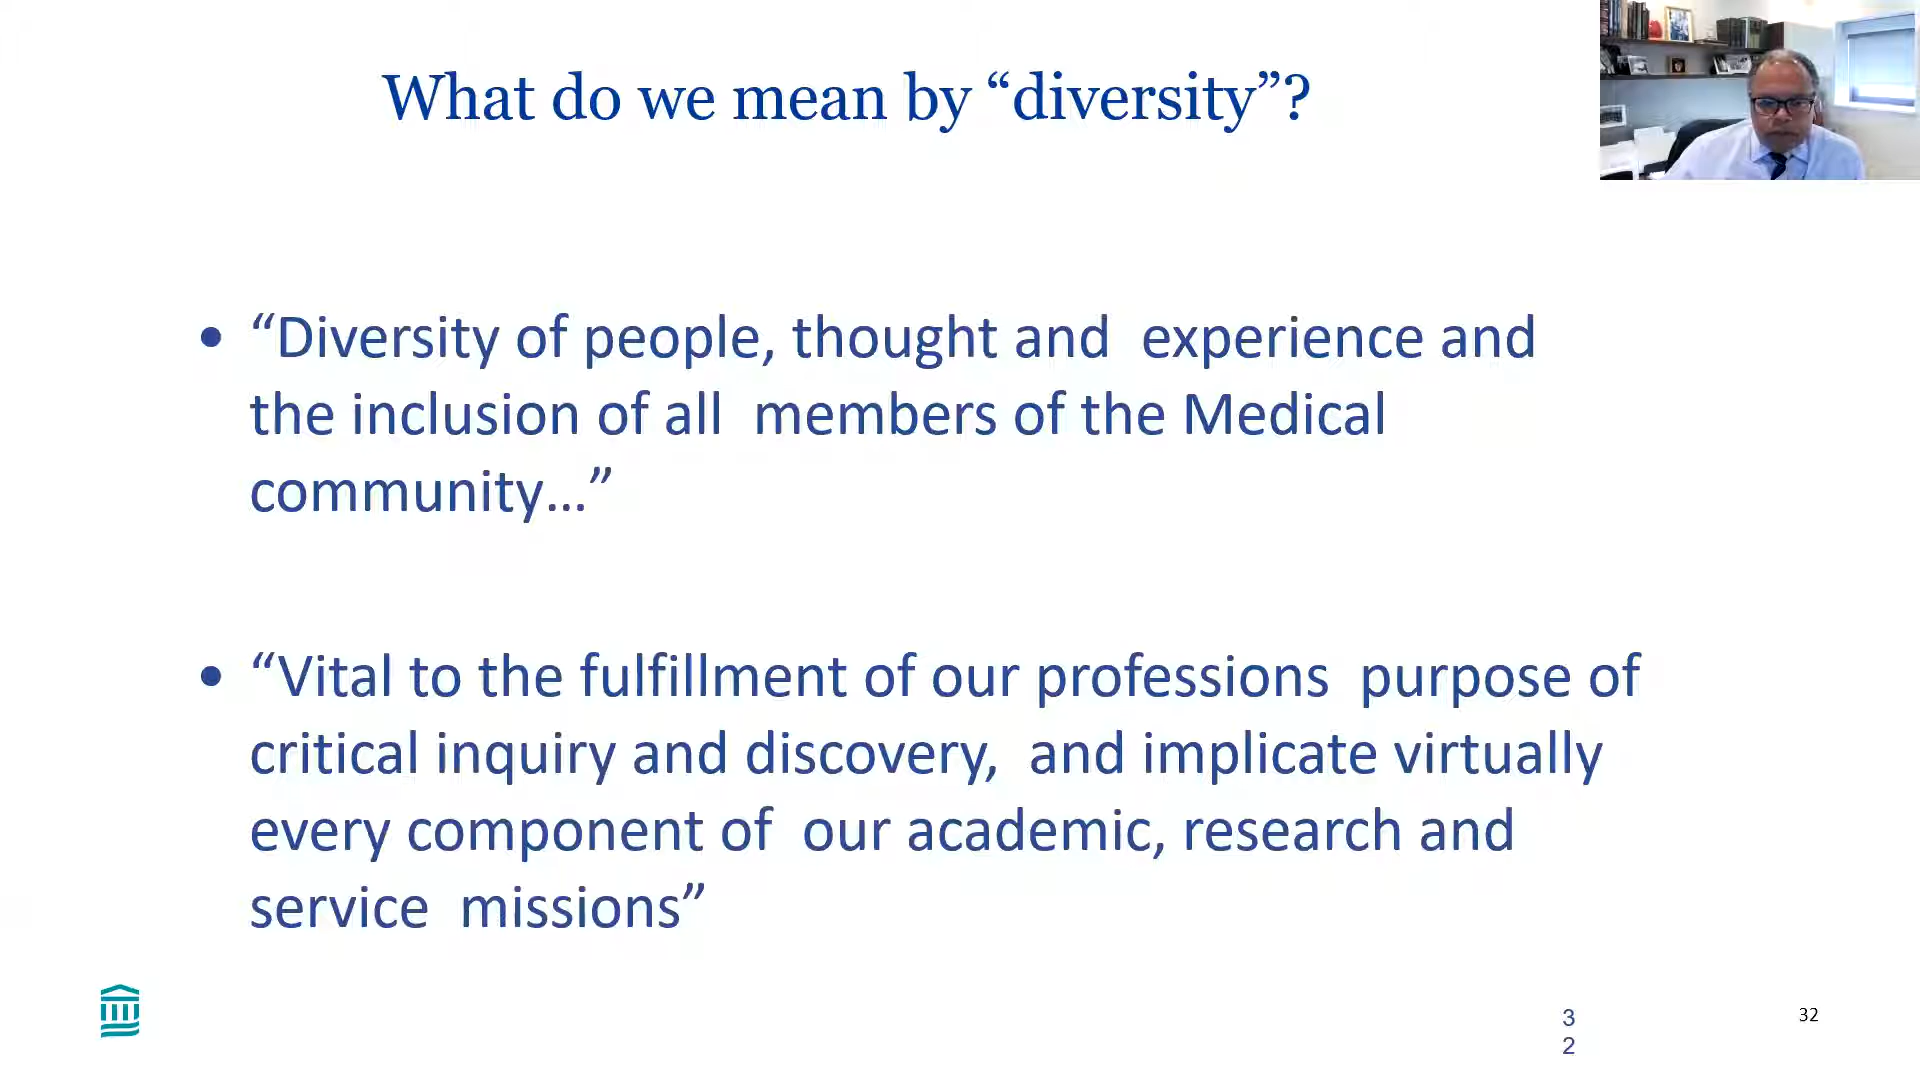 What do we mean by “diversity”?
• “Diversity of people, thought and  experience and
the inclusion of all  members of the Medical
community...”
• “Vital to the fulfillment of our professions  purpose of
critical inquiry and discovery,  and implicate virtually
every component of  our academic, research and
service  missions”
3
2
32